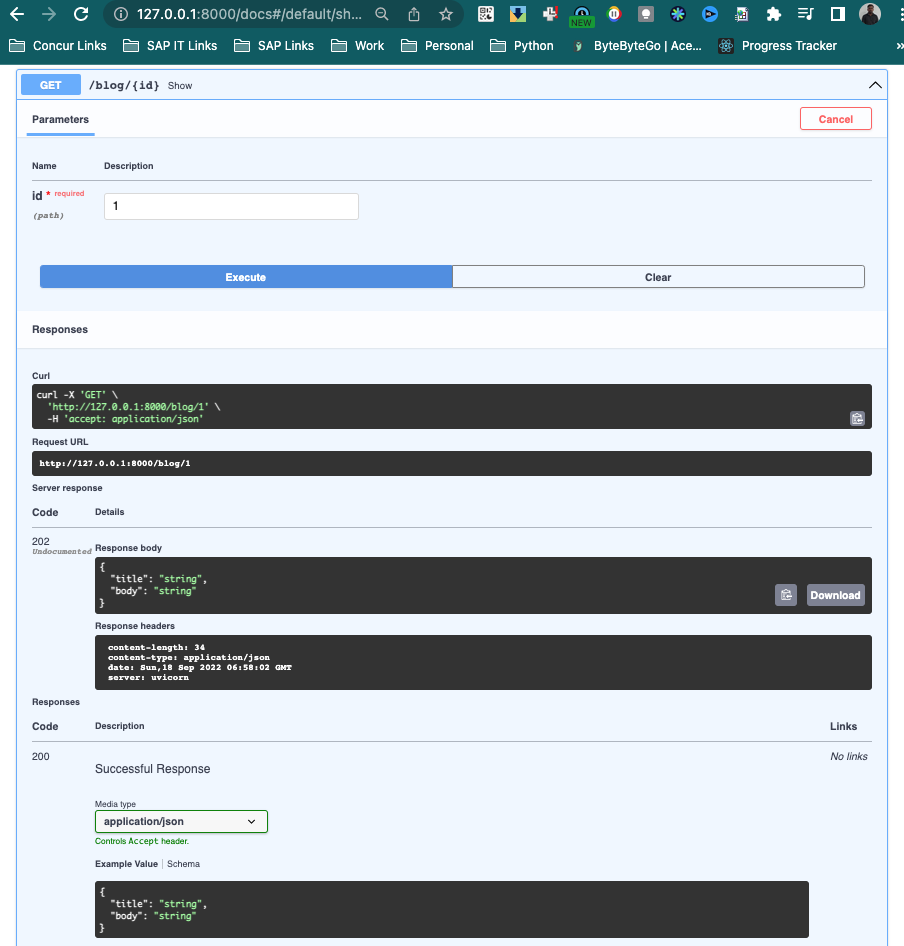 127.0.0.1:8000/docs#/default/sh...
NEW
Concur Links SAP IT Links SAP Links Work Personal Python ByteByteGo | Ace... Progress Tracker »
GET /blog/{id} Show
Parameters Cancel
Name Description
id * required
(path)
1
Execute Clear
Responses
Curl
curl -X 'GET' \
'http://127.0.0.1:8000/blog/1' \
-H 'accept: application/json'
Request URL
http://127.0.0.1:8000/blog/1
Server response
Code Details
202
Undocumented
Response body
{
"title": "string",
"body": "string"
}
Download
Response headers
content-length: 34
content-type: application/json
date: Sun,18 Sep 2022 06:58:02 GMT
server: uvicorn
Responses
Code Description Links
200 No links
Successful Response
Media type
application/json
Controls Accept header.
Example Value | Schema
{
"title": "string",
"body": "string"
}